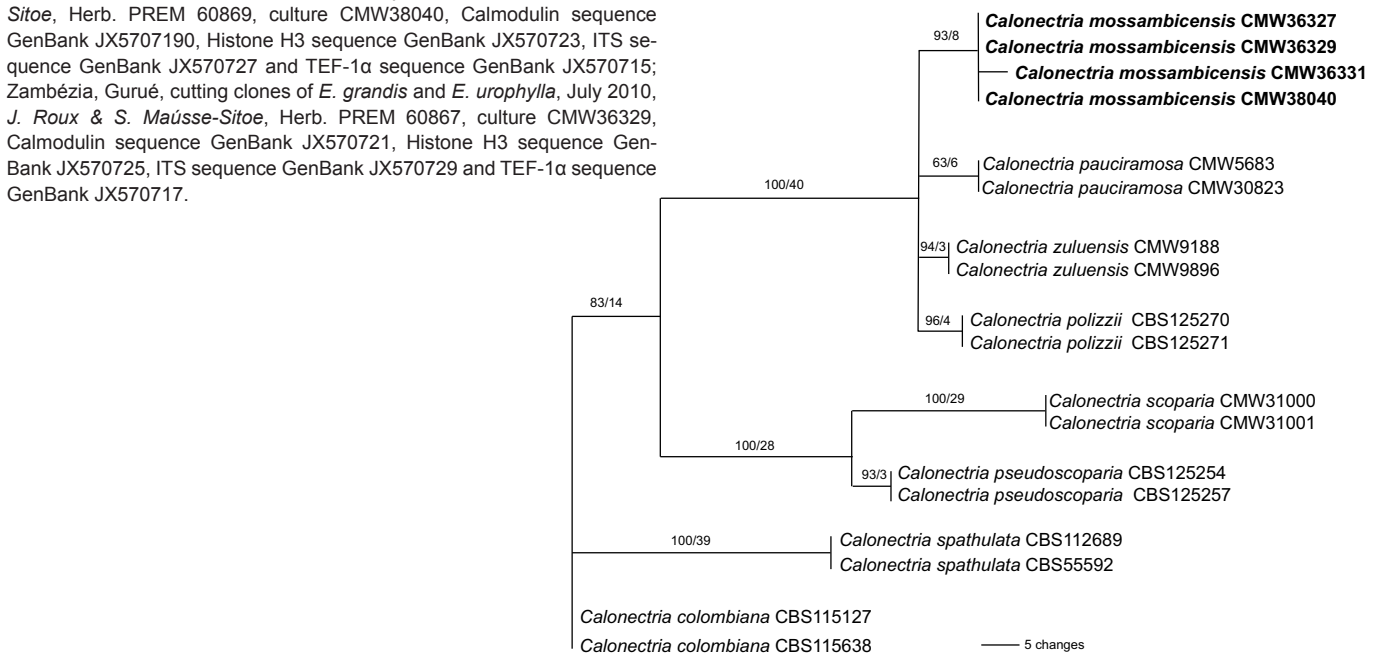 Sitoe, Herb. PREM 60869, culture CMW38040, Calmodulin sequence
GenBank JX5707190, Histone H3 sequence GenBank JX570723, ITS se-
quence GenBank JX570727 and TEF-1α sequence GenBank JX570715;
Zambézia, Gurué, cutting clones of E. grandis and E. urophylla, July 2010,
J. Roux & S. Maússe-Sitoe, Herb. PREM 60867, culture CMW36329,
Calmodulin sequence GenBank JX570721, Histone H3 sequence Gen-
Bank JX570725, ITS sequence GenBank JX570729 and TEF-1α sequence
GenBank JX570717.
Calonectria mossambicensis CMW36327
93/8
Calonectria mossambicensis CMW36329
Calonectria mossambicensis CMW36331
Calonectria mossambicensis CMW38040
63/6
Calonectria pauciramosa CMW5683
Calonectria pauciramosa CMW30823
100/40
94/3
Calonectria zuluensis CMW9188
Calonectria zuluensis CMW9896
83/14
96/4
Calonectria polizzii CBS125270
Calonectria polizzii CBS125271
100/29
Calonectria scoparia CMW31000
Calonectria scoparia CMW31001
100/28
93/3
Calonectria pseudoscoparia CBS125254
Calonectria pseudoscoparia CBS125257
100/39
Calonectria spathulata CBS112689
Calonectria spathulata CBS55592
Calonectria colombiana CBS115127
Calonectria colombiana CBS115638
5 changes